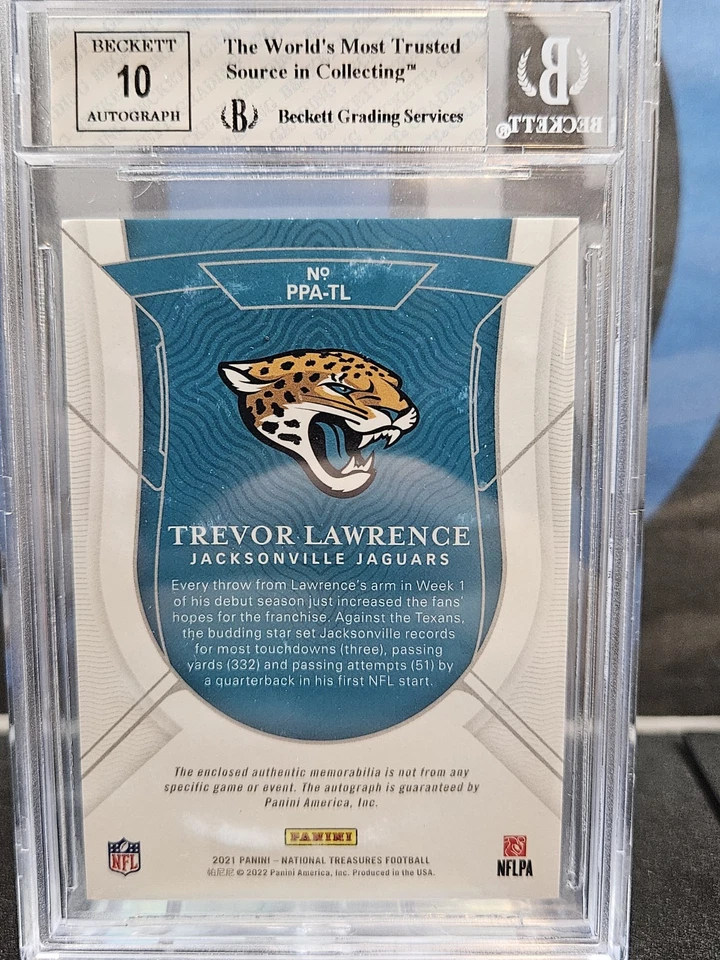 BECKETT
10
AUTOGRAPH
The World's Most Trusted
Source in Collecting™
B Beckett Grading Services
B
BECKETT®
Nº
PPA-TL
TREVOR LAWRENCE
JACKSONVILLE JAGUARS
Every throw from Lawrence's arm in Week 1
of his debut season just increased the fans'
hopes for the franchise. Against the Texans,
the budding star set Jacksonville records
for most touchdowns (three), passing
yards (332) and passing attempts (51) by
a quarterback in his first NFL start.
The enclosed authentic memorabilia is not from any
specific game or event. The autograph is guaranteed by
Panini America, Inc.
PANINI
NFL
2021 PANINI – NATIONAL TREASURES FOOTBALL
帕尼尼 © 2022 Panini America, Inc. Produced in the USA.
NFLPA